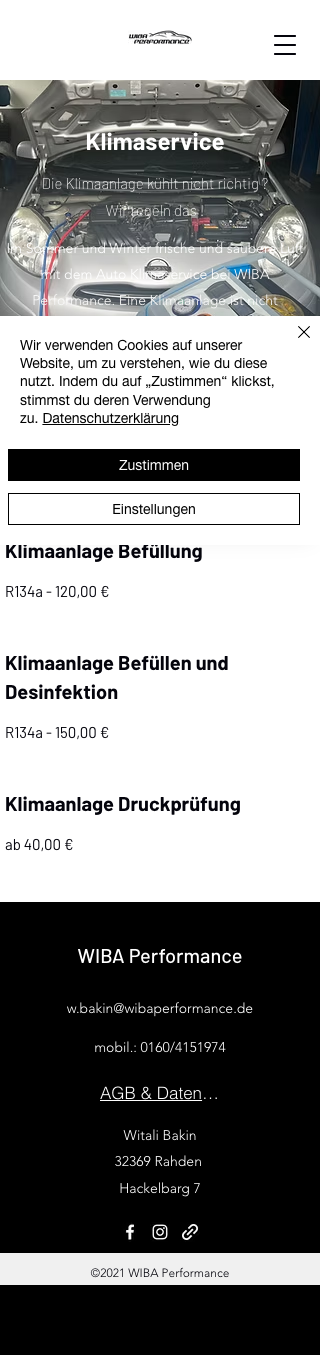 WIBA
PERFORMANCE
Klimaservice
Die Klimaanlage kühlt nicht richtig ?
Wir regeln das
Im Sommer und Winter frische und saubere Luft
mit dem Auto Klimaservice bei WIBA
Performance. Eine Klimaanlage ist nicht
Wir verwenden Cookies auf unserer
Website, um zu verstehen, wie du diese
nutzt. Indem du auf „Zustimmen“ klickst,
stimmst du deren Verwendung
zu. Datenschutzerklärung
Zustimmen
Einstellungen
Klimaanlage Befüllung
R134a - 120,00 €
Klimaanlage Befüllen und
Desinfektion
R134a - 150,00 €
Klimaanlage Druckprüfung
ab 40,00 €
WIBA Performance
w.bakin@wibaperformance.de
mobil.: 0160/4151974
AGB & Daten…
Witali Bakin
32369 Rahden
Hackelbarg 7
©2021 WIBA Performance